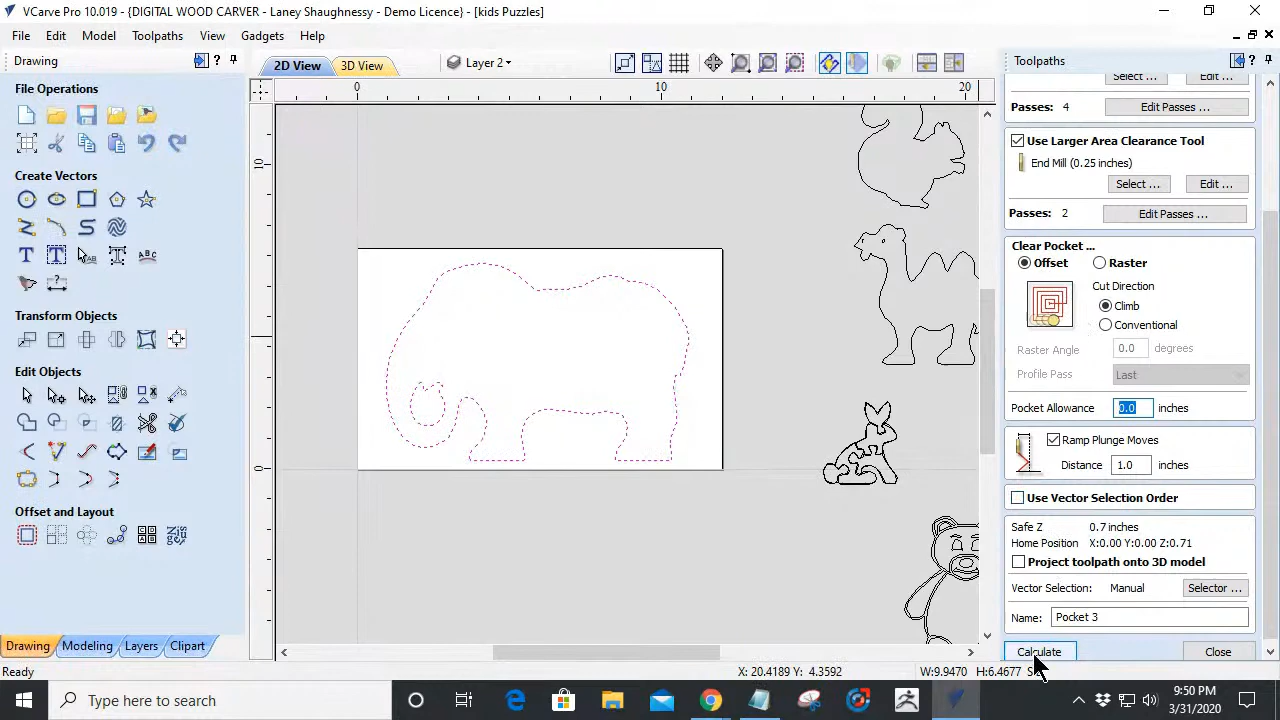 VCarve Pro 10.019 - {DIGITAL WOOD CARVER - Laney Shaughnessy - Demo Licence} - [kids Puzzles]
File Edit Model Toolpaths View Gadgets Help
Drawing
2D View 3D View Layer 2
Toolpaths
File Operations
Create Vectors
Transform Objects
Edit Objects
Offset and Layout
Drawing Modeling Layers Clipart
0 10 20
10
0
Select ... Edit ...
Passes: 4 Edit Passes ...
Use Larger Area Clearance Tool
End Mill (0.25 inches)
Select ... Edit ...
Passes: 2 Edit Passes ...
Clear Pocket ...
Offset Raster
Cut Direction
Climb
Conventional
Raster Angle 0.0 degrees
Profile Pass Last
Pocket Allowance 0.0 inches
Ramp Plunge Moves
Distance 1.0 inches
Use Vector Selection Order
Safe Z 0.7 inches
Home Position X:0.00 Y:0.00 Z:0.71
Project toolpath onto 3D model
Vector Selection: Manual Selector ...
Name: Pocket 3
Calculate Close
Ready X: 20.4189 Y: 4.3592 W:9.9470 H:6.4677
Type here to search
9:50 PM
3/31/2020